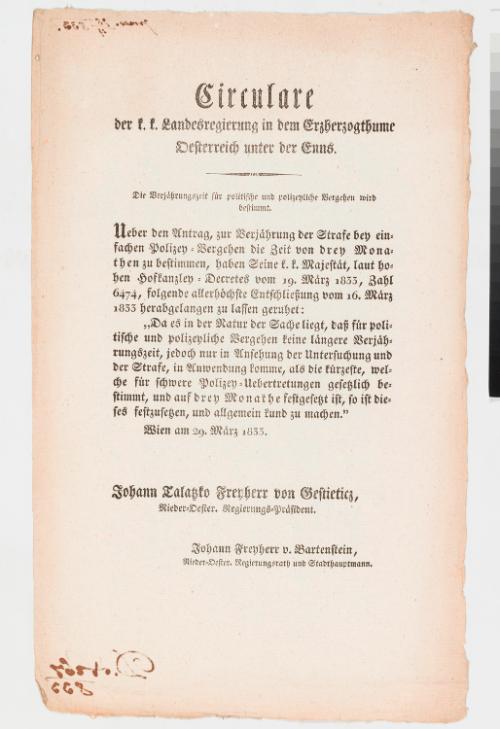 Circulare
der k. k. Landesregierung in dem Erzherzogthume
Oesterreich unter der Enns.
Die Verjährungszeit für politische und polizeyliche Vergehen wird
bestimmt.
Ueber den Antrag, zur Verjährung der Strafe bey ein-
fachen Polizey-Vergehen die Zeit von drey Mona-
then zu bestimmen, haben Seine k. k. Majestät, laut ho-
hen Hofkanzley-Decretes vom 19. März 1833, Zahl
6474, folgende allerhöchste Entschließung vom 16. März
1833 herabgelangen zu lassen geruhet:
„Da es in der Natur der Sache liegt, daß für poli-
tische und polizeyliche Vergehen keine längere Verjäh-
rungszeit, jedoch nur in Ansehung der Untersuchung und
der Strafe, in Anwendung komme, als die kürzeste, wel-
che für schwere Polizey-Uebertretungen gesetzlich be-
stimmt, und auf drey Monathe festgesetzt ist, so ist die-
ses festzusetzen, und allgemein kund zu machen.”
Wien am 29. März 1833.
Johann Talatzko Freyherr von Gestieticz,
Nieder-Oester. Regierungs-Präsident.
Johann Freyherr v. Bartenstein,
Nieder-Oester. Regierungsrath und Stadthauptmann.